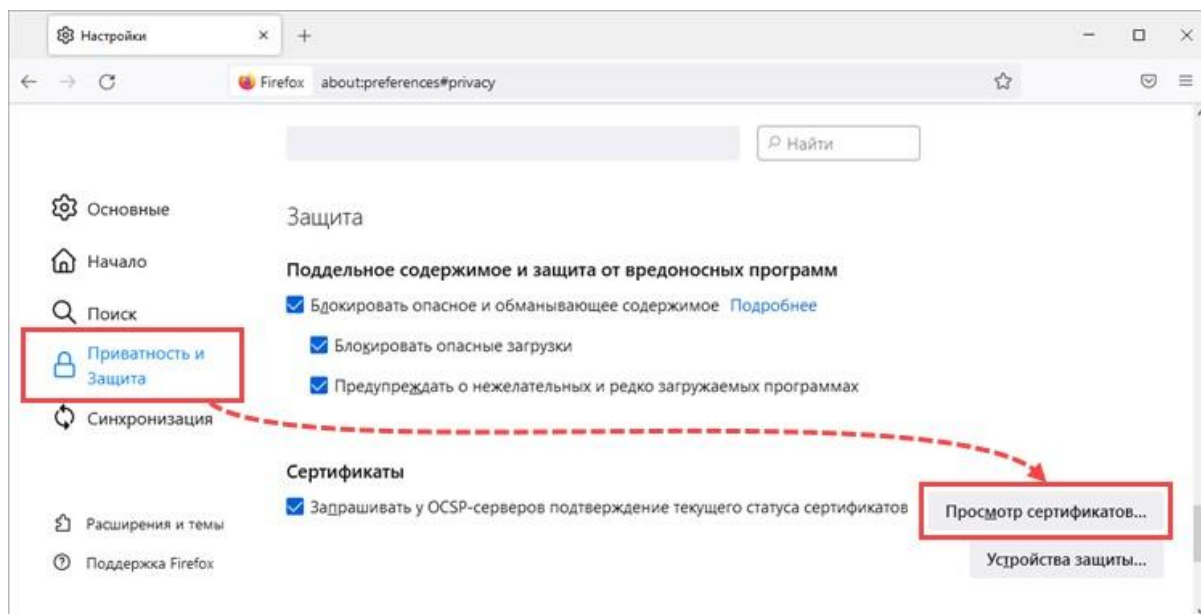 Настройки
Firefox about:preferences#privacy
Найти
Основные
Начало
Поиск
Приватность и
Защита
Синхронизация
Расширения и темы
Поддержка Firefox
Защита
Поддельное содержимое и защита от вредоносных программ
Блокировать опасное и обманывающее содержимое Подробнее
Блокировать опасные загрузки
Предупреждать о нежелательных и редко загружаемых программах
Сертификаты
Запрашивать у OCSP-серверов подтверждение текущего статуса сертификатов
Просмотр сертификатов...
Устройства защиты...